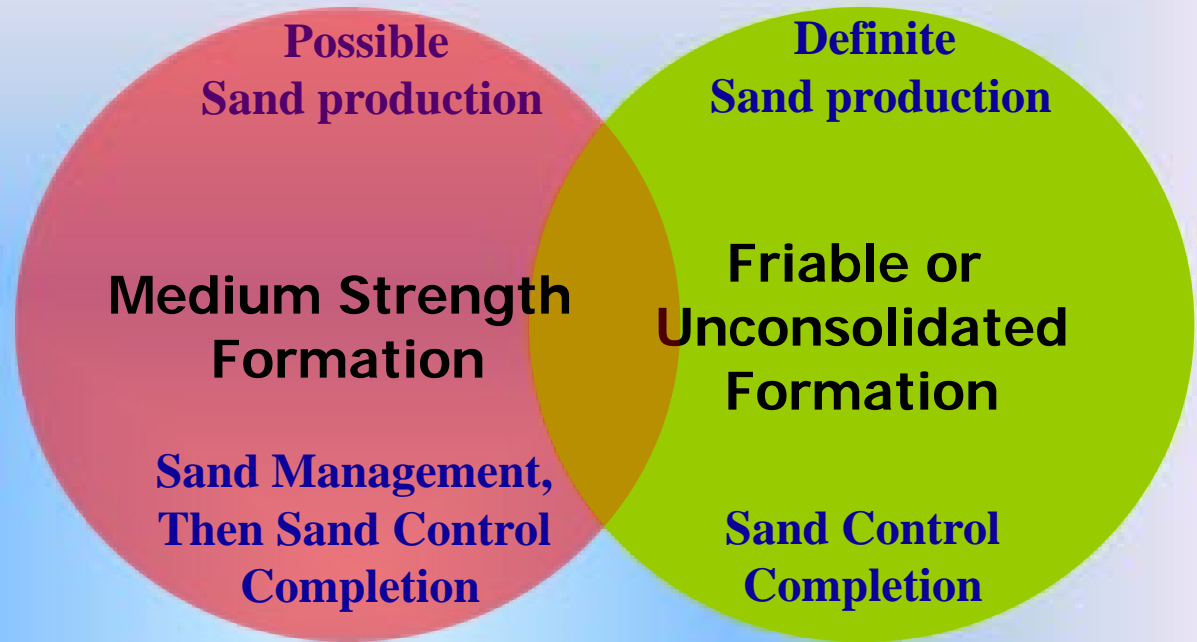 Possible
Sand production
Medium Strength
Formation
Sand Management,
Then Sand Control
Completion
Definite
Sand production
Friable or
Unconsolidated
Formation
Sand Control
Completion